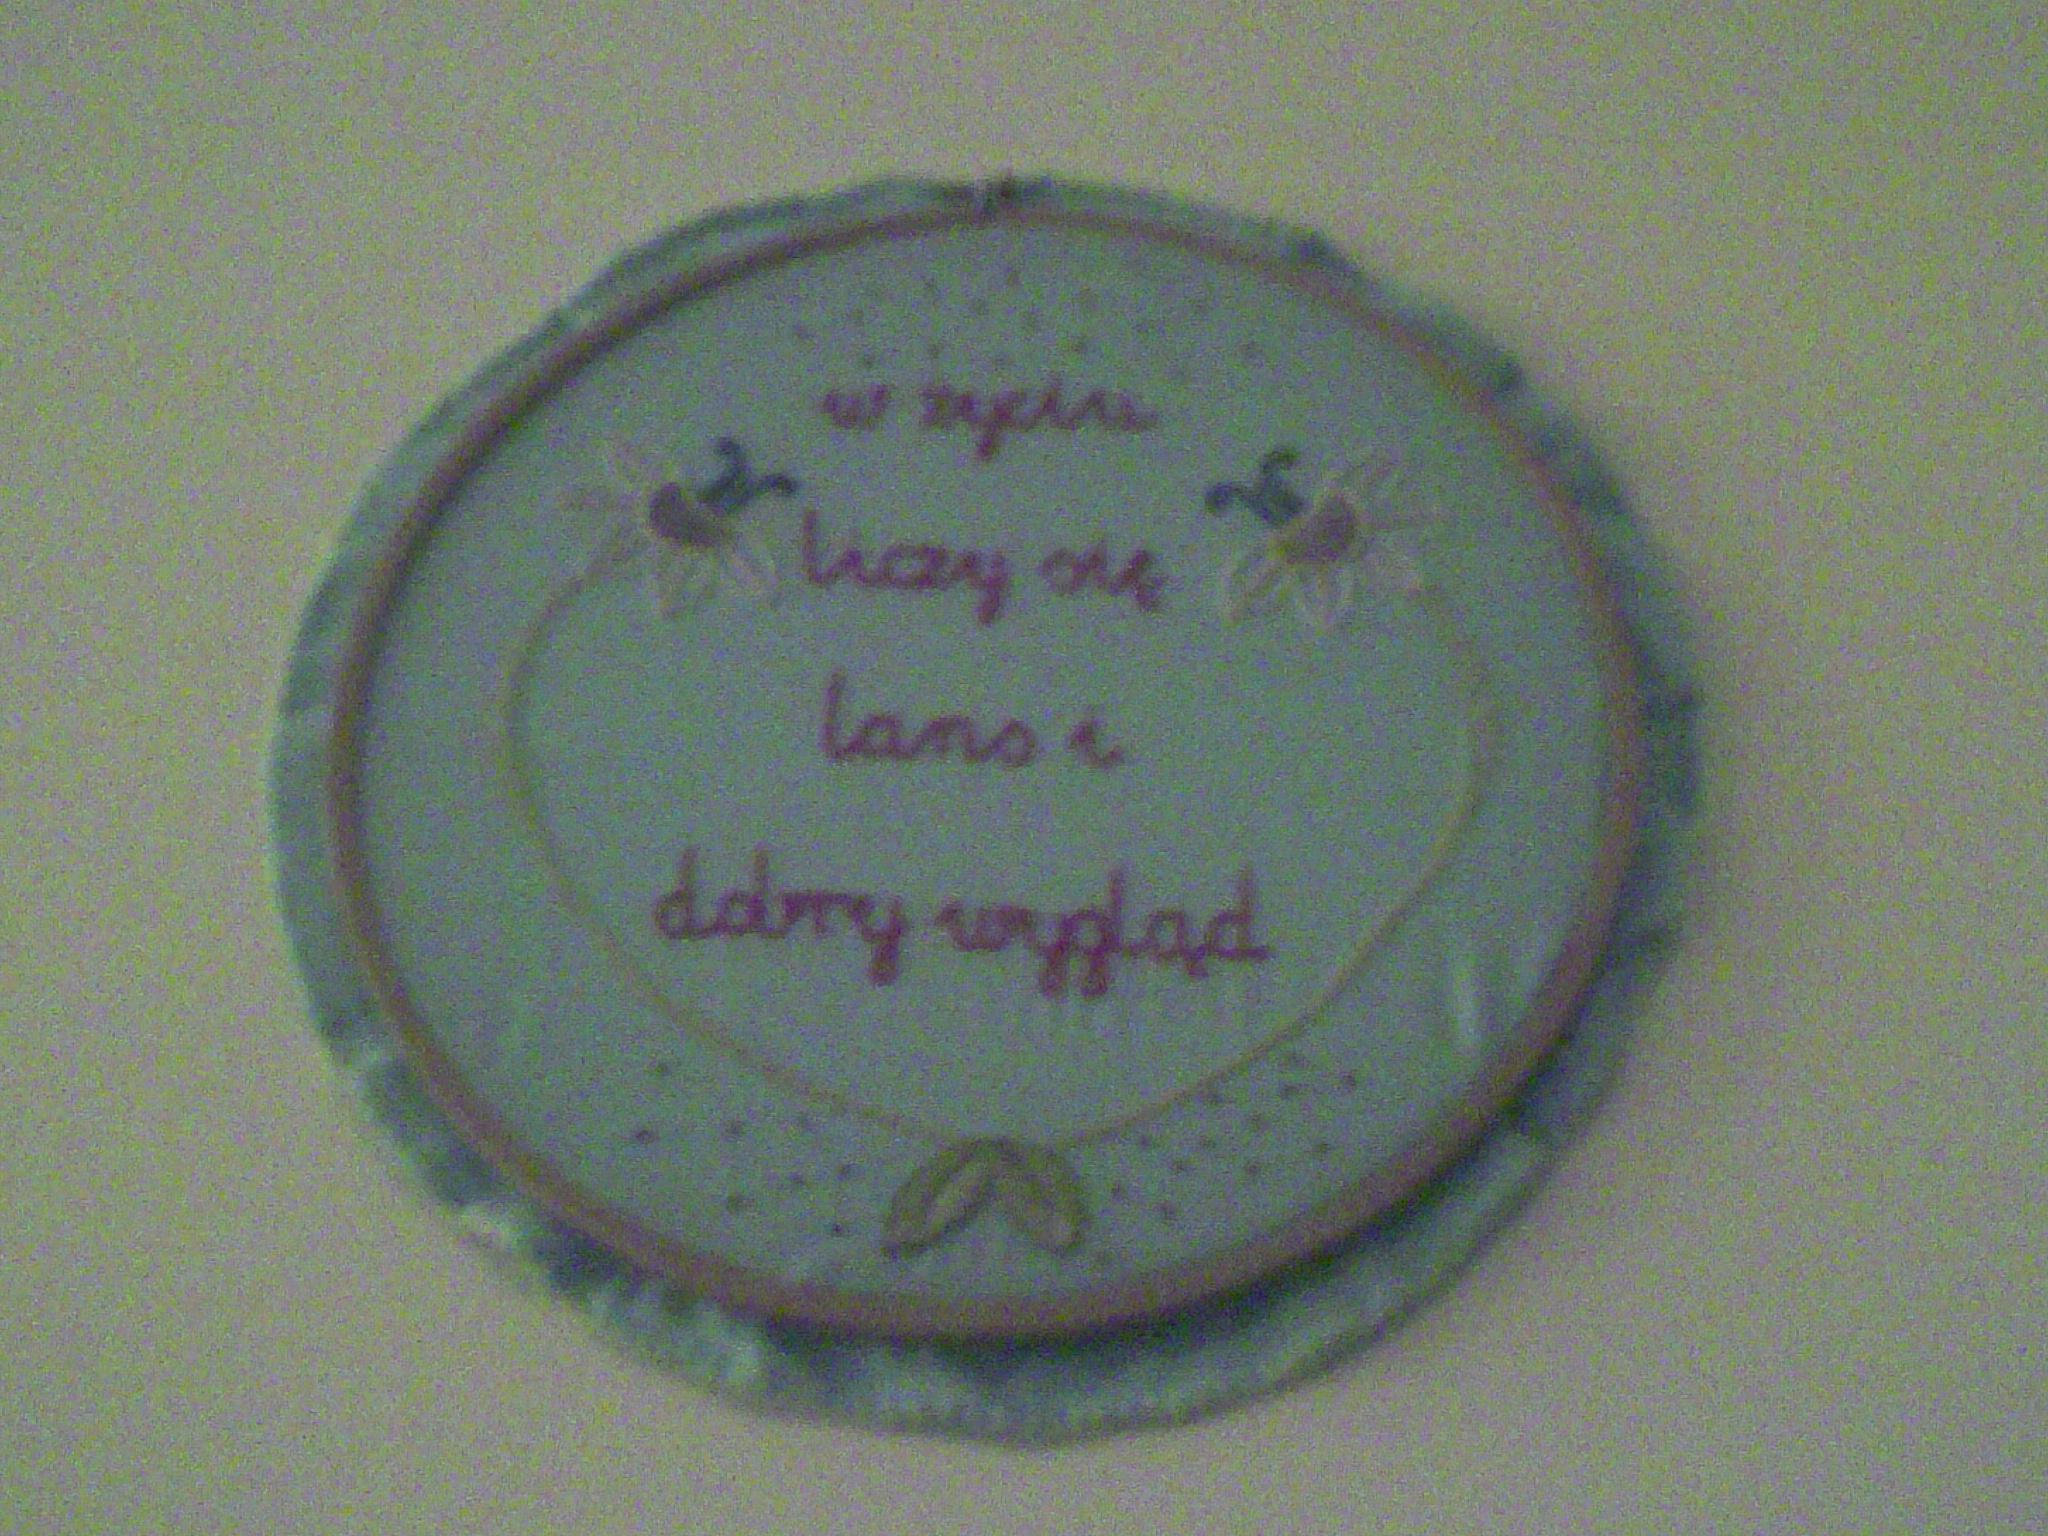 w życiu
liczy się
lans i
dobry wygląd